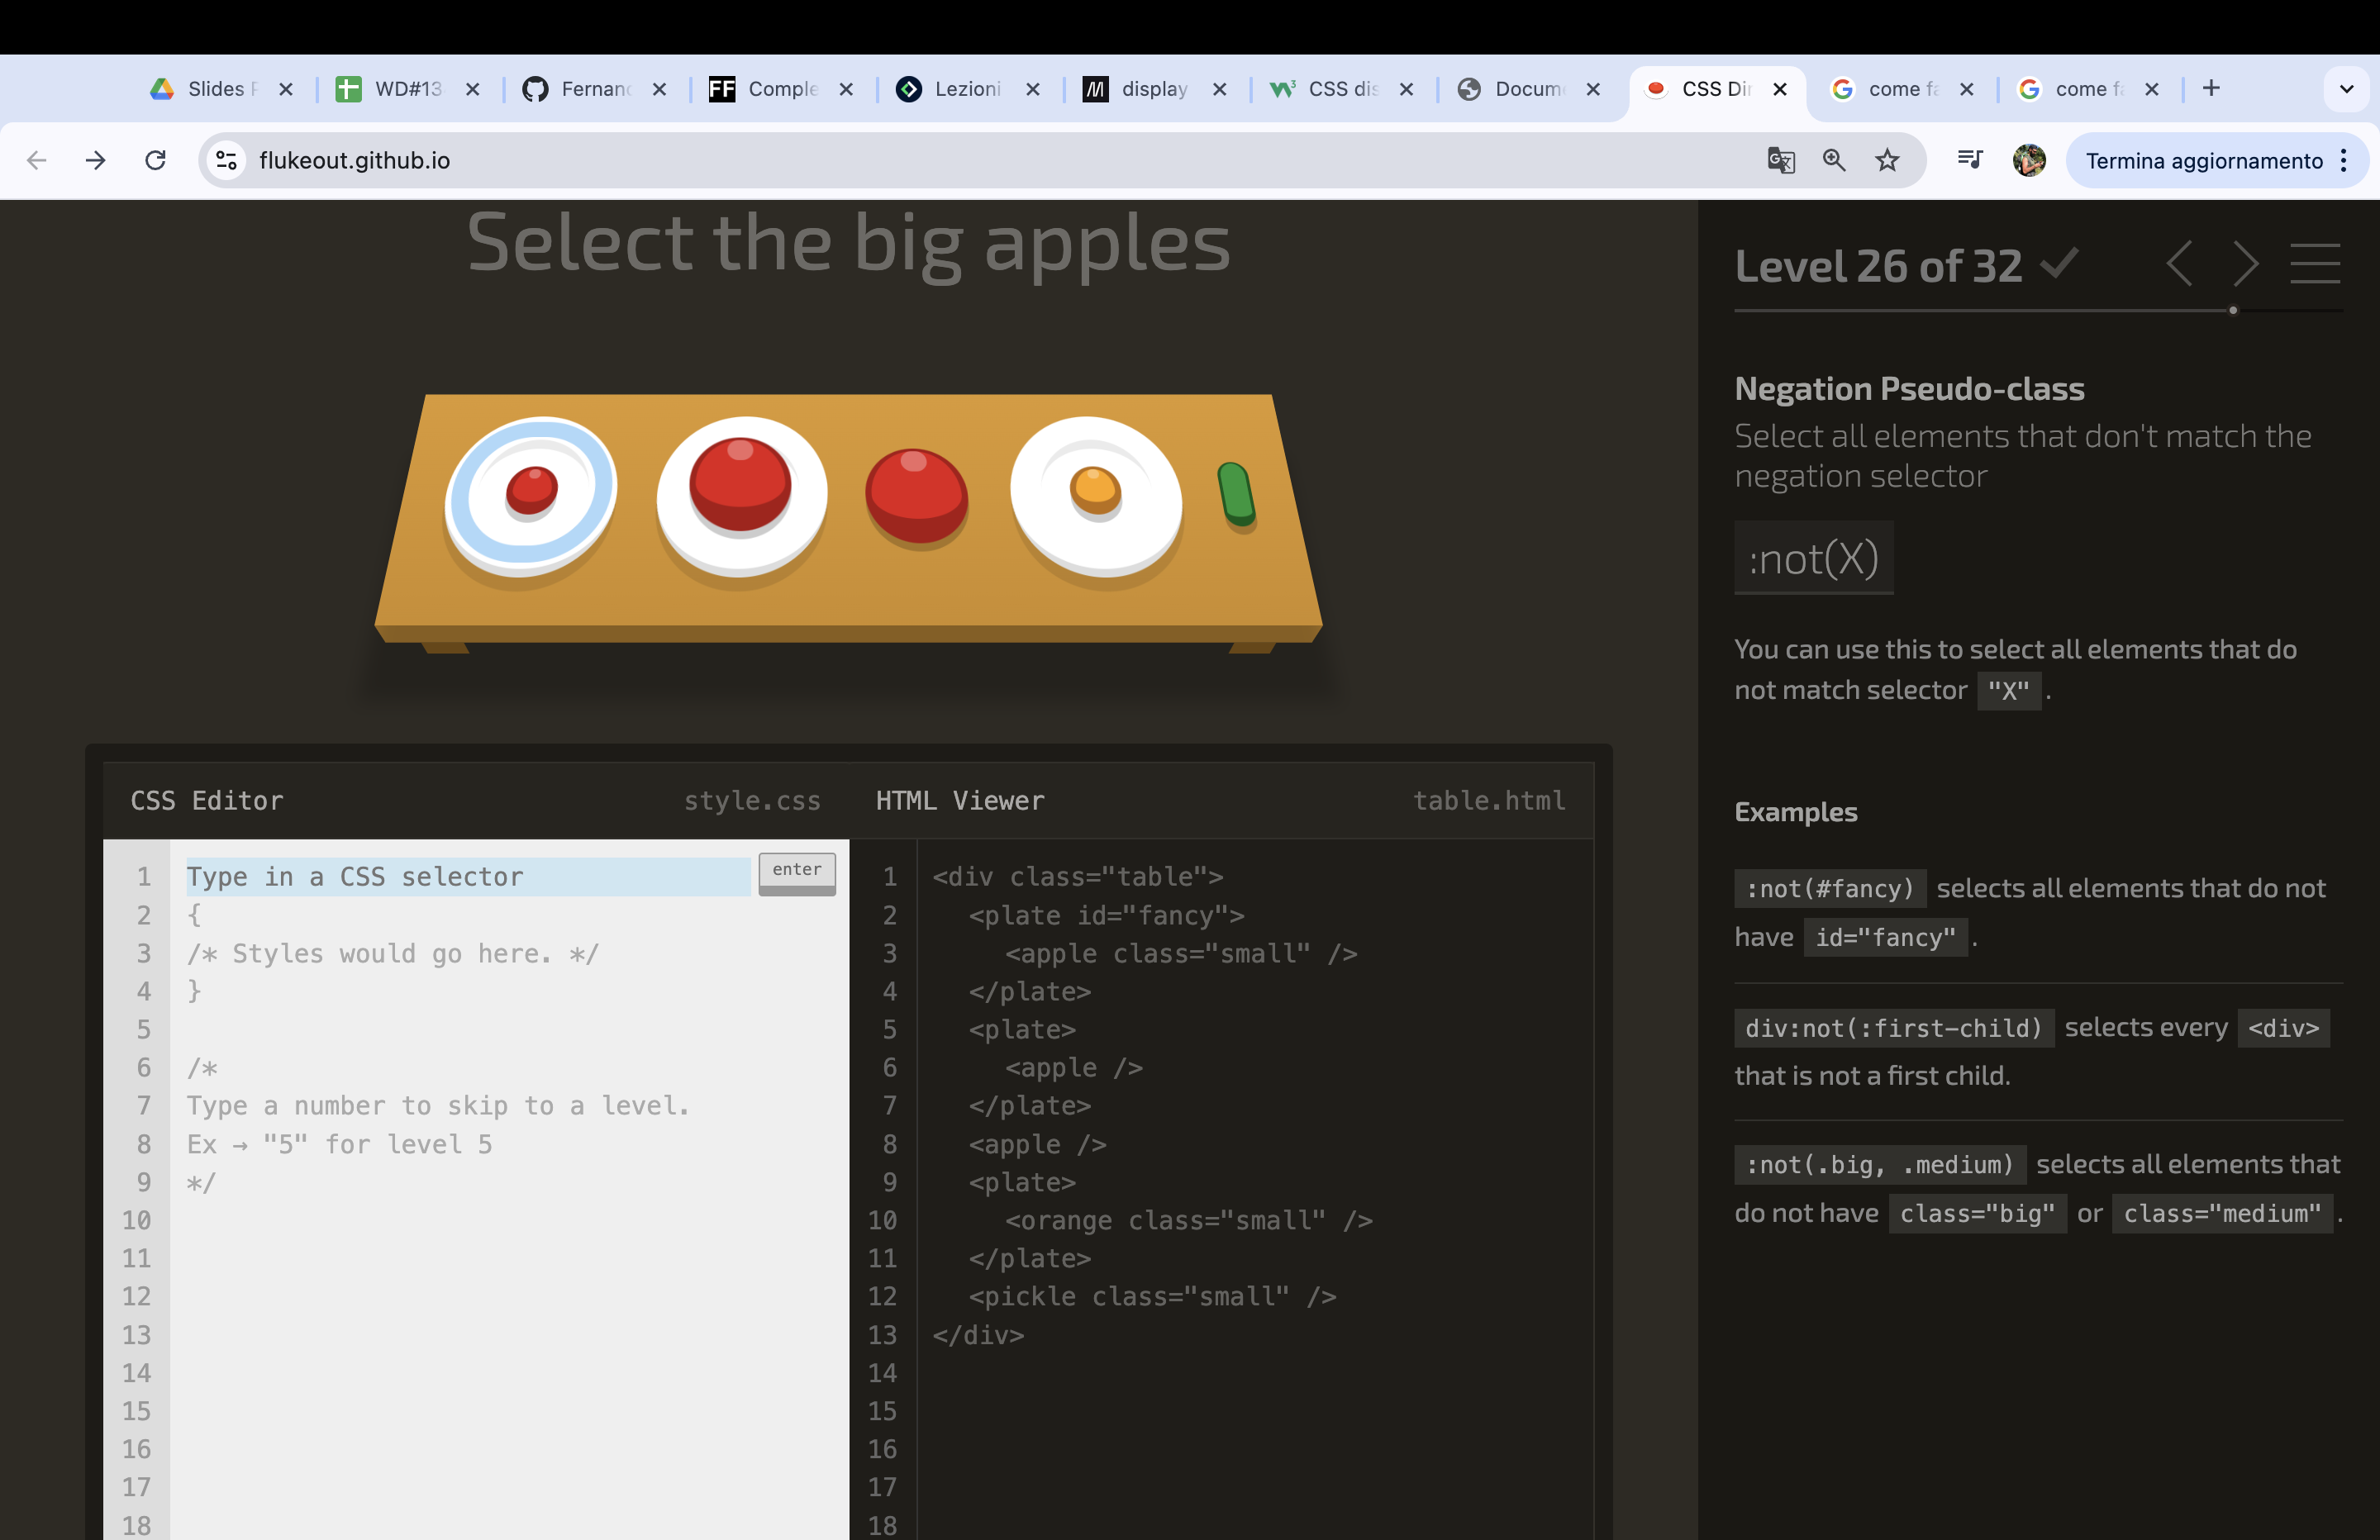 Slides
WD#13
Fernan
FF
Comple
Lezioni
display
CSS dis
Docum
CSS Di
come fa
come fa
flukeout.github.io
Termina aggiornamento
Select the big apples
Level 26 of 32
Negation Pseudo-class
Select all elements that don't match the
negation selector
:not(X)
You can use this to select all elements that do
not match selector "X" .
Examples
:not(#fancy) selects all elements that do not
have id="fancy" .
div:not(:first-child) selects every <div>
that is not a first child.
:not(.big, .medium) selects all elements that
do not have class="big" or class="medium" .
CSS Editor style.css
1 Type in a CSS selector enter
2 {
3 /* Styles would go here. */
4 }
5
6 /*
7 Type a number to skip to a level.
8 Ex → "5" for level 5
9 */
10
11
12
13
14
15
16
17
18
HTML Viewer table.html
1 <div class="table">
2 <plate id="fancy">
3 <apple class="small" />
4 </plate>
5 <plate>
6 <apple />
7 </plate>
8 <apple />
9 <plate>
10 <orange class="small" />
11 </plate>
12 <pickle class="small" />
13 </div>
14
15
16
17
18